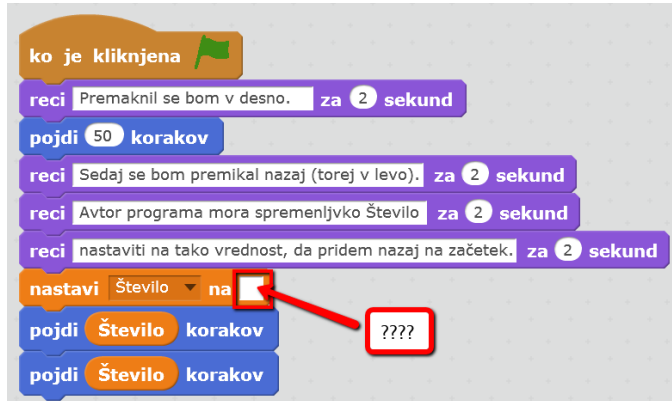 ko je kliknjena
reci Premaknil se bom v desno. za 2 sekund
pojdi 50 korakov
reci Sedaj se bom premikal nazaj (torej v levo). za 2 sekund
reci Avtor programa mora spremenljvko Število za 2 sekund
reci nastaviti na tako vrednost, da pridem nazaj na začetek. za 2 sekund
nastavi Število na
pojdi Število korakov
????
pojdi Število korakov